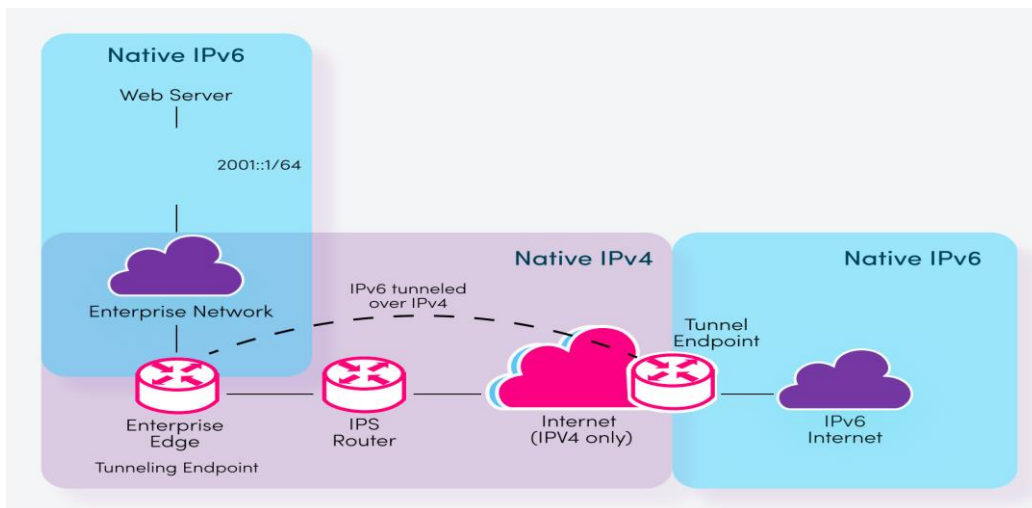 Native IPv6
Web Server
2001::1/64
Native IPv4
Native IPv6
Enterprise Network
IPv6 tunneled
over IPv4
Tunnel
Endpoint
Enterprise
Edge
Tunneling Endpoint
IPS
Router
Internet
(IPV4 only)
IPv6
Internet